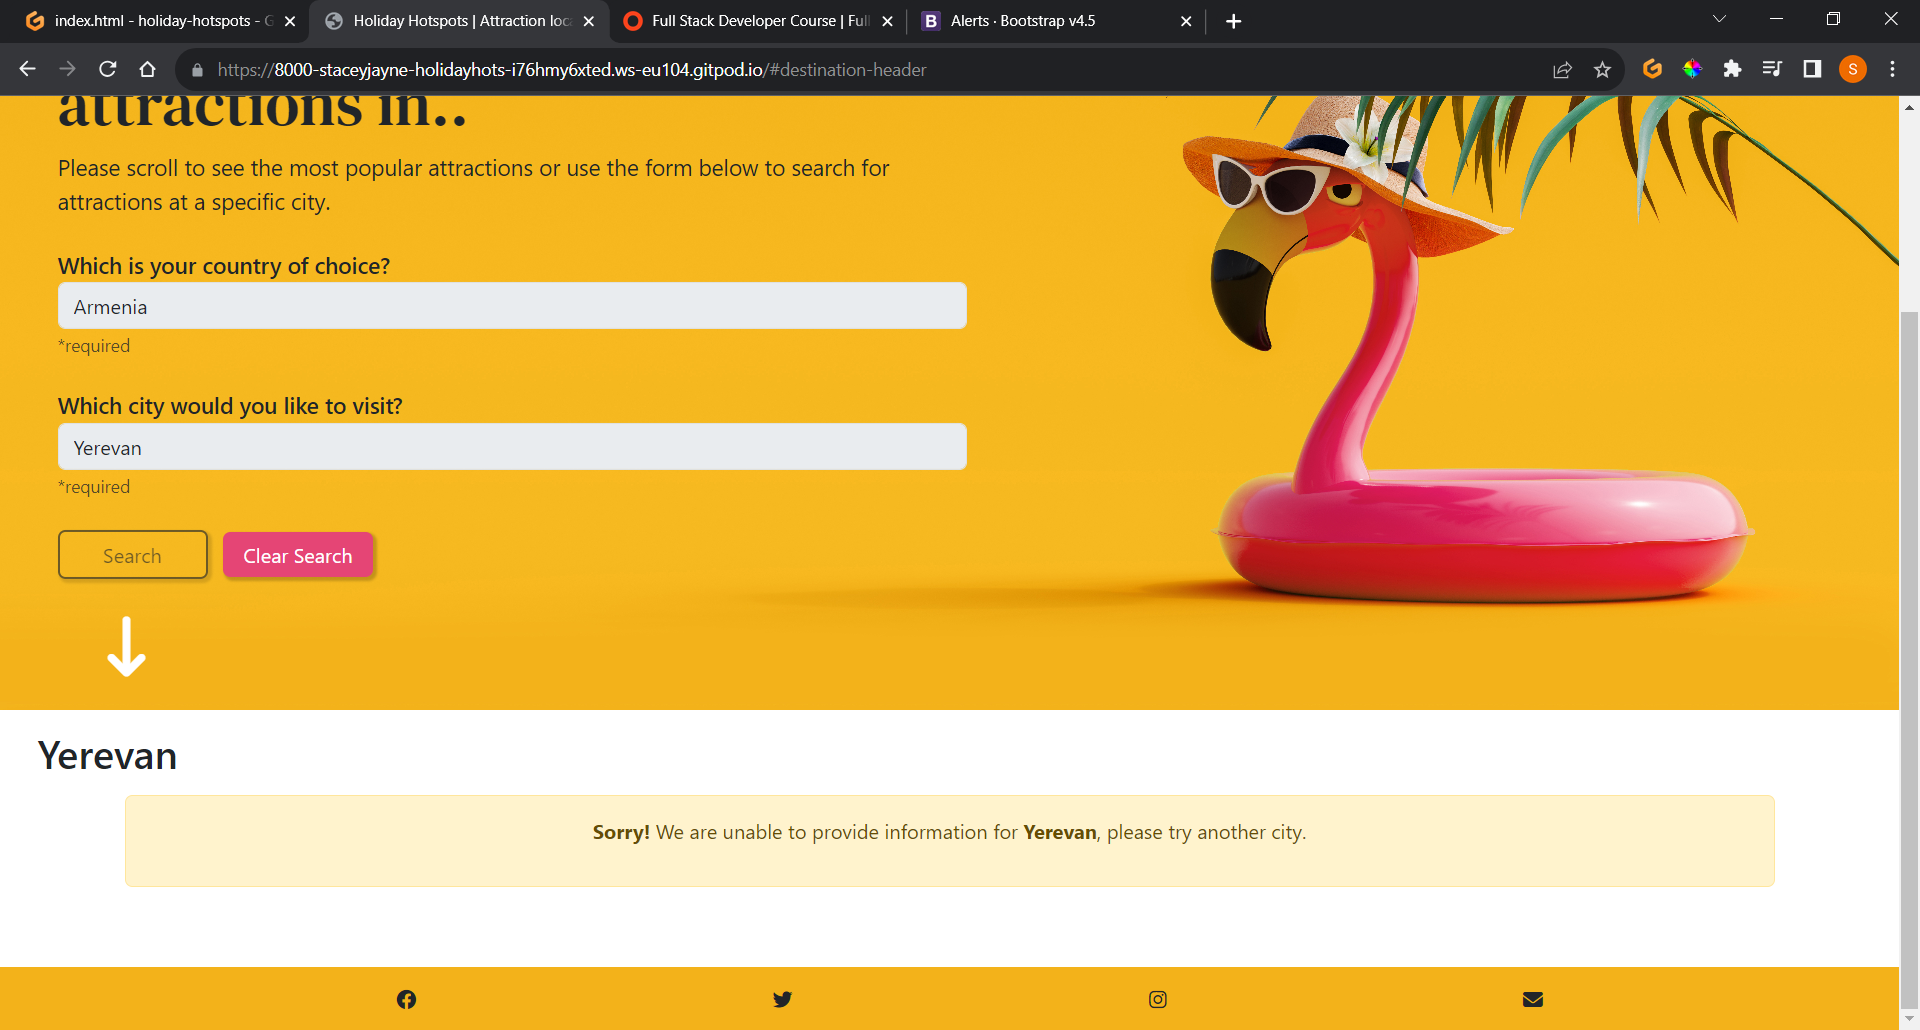 index.html - holiday-hotspots - G
Holiday Hotspots | Attraction loc
Full Stack Developer Course | Full
B
Alerts · Bootstrap v4.5
https://8000-staceyjayne-holidayhots-i76hmy6xted.ws-eu104.gitpod.io/#destination-header
S
attractions in..
Please scroll to see the most popular attractions or use the form below to search for
attractions at a specific city.
Which is your country of choice?
Armenia
*required
Which city would you like to visit?
Yerevan
*required
Search
Clear Search
Yerevan
Sorry! We are unable to provide information for Yerevan, please try another city.